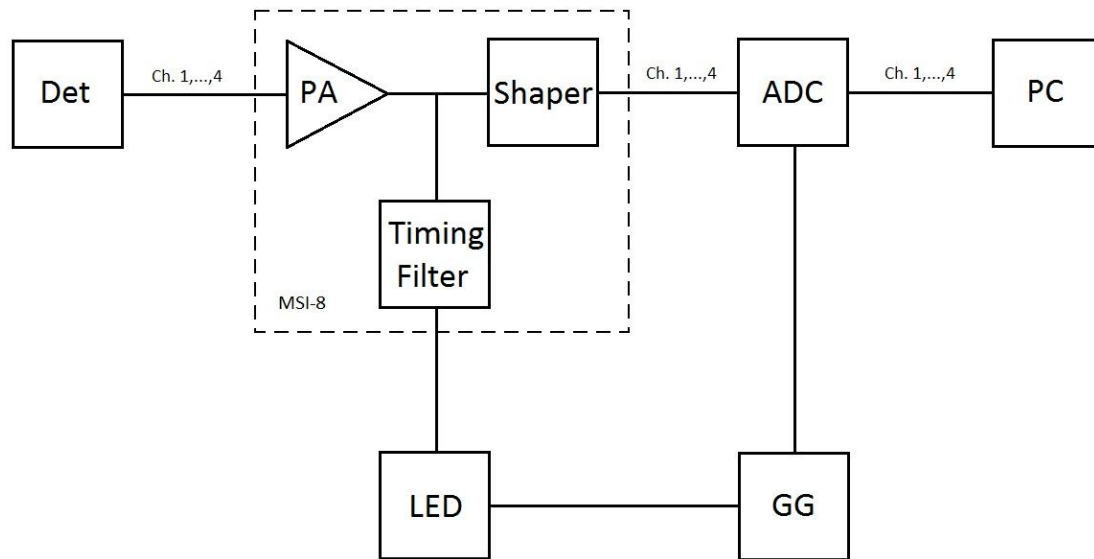 Det
Ch. 1,...,4
PA
Shaper
Ch. 1,...,4
ADC
Ch. 1,...,4
PC
Timing
Filter
MSI-8
LED
GG